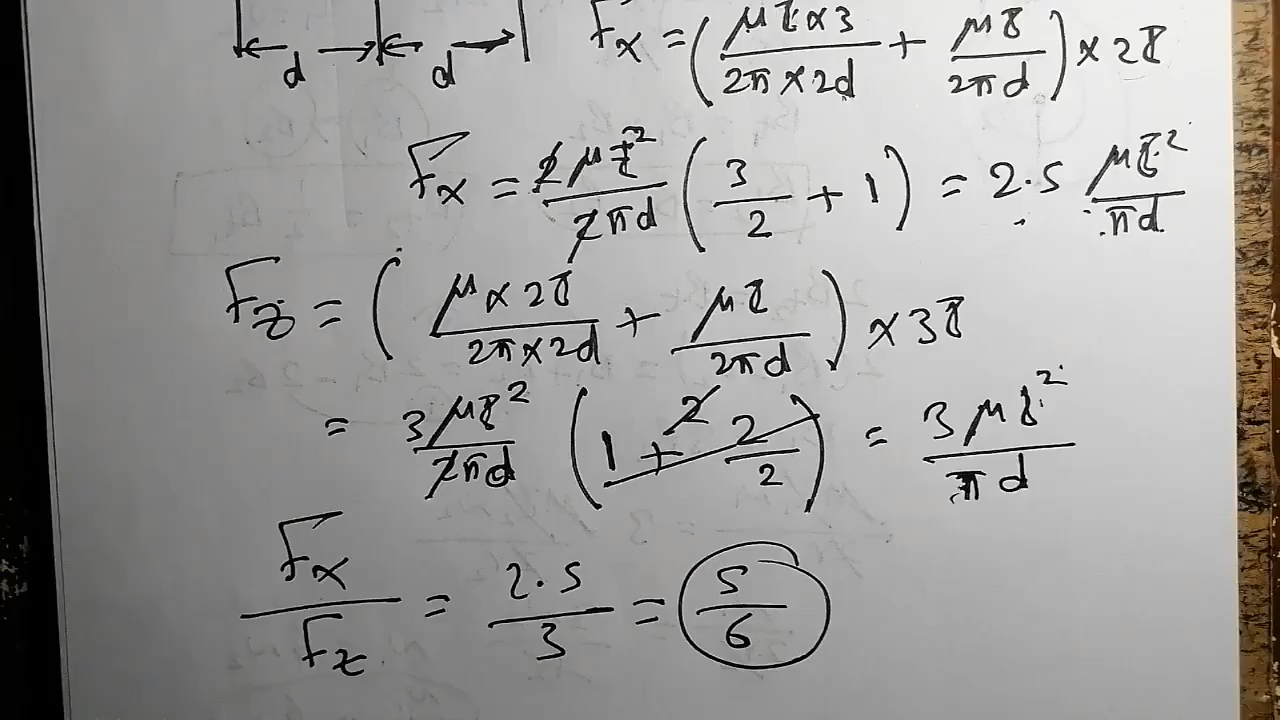 d d Fx = (μI×3/2π×2d + μI/2πd) × 2I
Fx = 2μI²/2πd (3/2 + 1) = 2.5 μI²/πd
Fz = (μ×2I/2π×2d + μI/2πd) × 3I
= 3μI²/2πd (1 + 2 2/2) = 3μI²/πd
Fx/Fz = 2.5/3 = 5/6